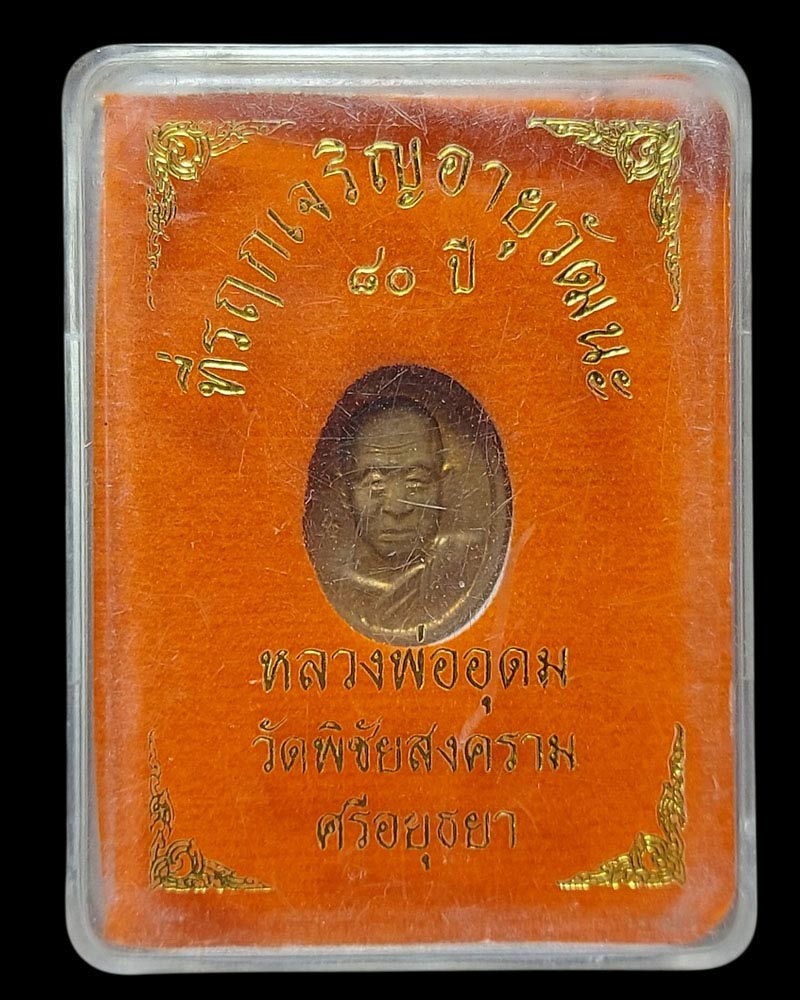 ที่รฤกเจริญอายุวัฒนะ
๘๐ ปี
หลวงพ่ออุดม
วัดพิชัยสงคราม
ศรีอยุธยา